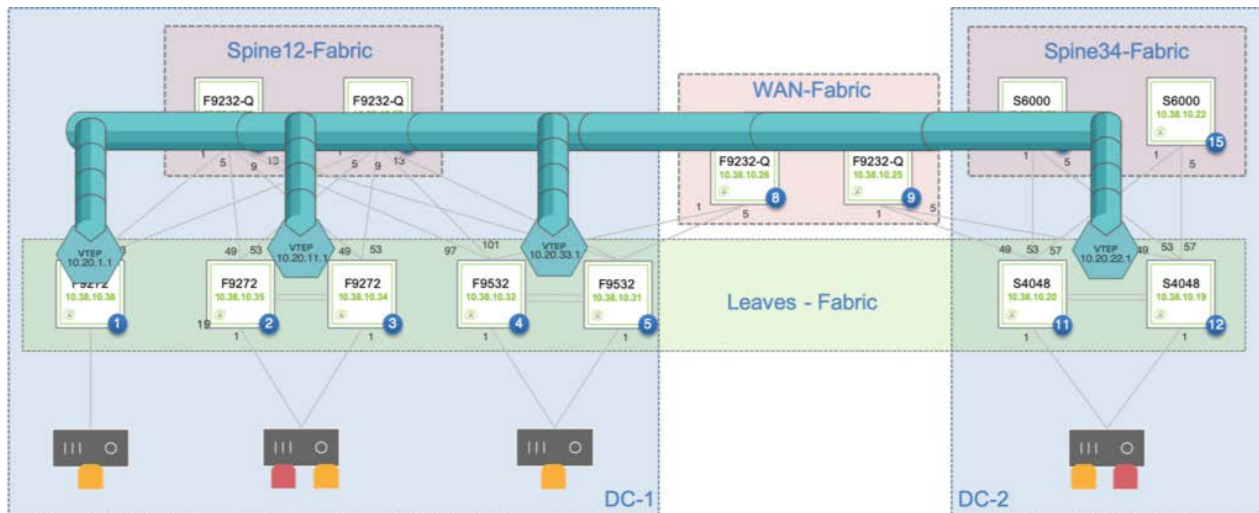 Spine12-Fabric
Spine34-Fabric
WAN-Fabric
F9232-Q
F9232-Q
S6000
S6000
10.38.10.22
1
5
9
13
1
5
9
13
F9232-Q
10.38.10.26
8
F9232-Q
10.38.10.25
9
1
5
1
5
1
5
15
1
5
VTEP
10.20.1.1
VTEP
10.20.11.1
VTEP
10.20.33.1
VTEP
10.20.22.1
49
53
49
53
97
101
49
53
57
49
53
57
F9272
10.38.10.38
1
F9272
10.38.10.35
2
19
1
F9272
10.38.10.34
3
1
F9532
10.38.10.32
4
1
F9532
10.38.10.31
5
1
Leaves - Fabric
S4048
10.38.10.20
11
1
S4048
10.38.10.19
12
1
DC-1
DC-2